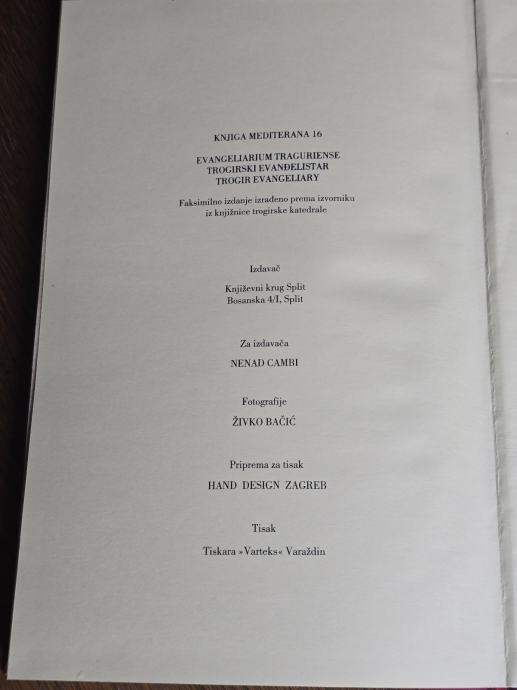 KNJIGA MEDITERANA 16
EVANGELIARIUM TRAGURIENSE
TROGIRSKI EVANĐELISTAR
TROGIR EVANGELIARY
Faksimilno izdanje izrađeno prema izvorniku
iz knjižnice trogirske katedrale
Izdavač
Književni krug Split
Bosanska 4/I, Split
Za izdavača
NENAD CAMBI
Fotografije
ŽIVKO BAČIĆ
Priprema za tisak
HAND DESIGN ZAGREB
Tisak
Tiskara »Varteks« Varaždin